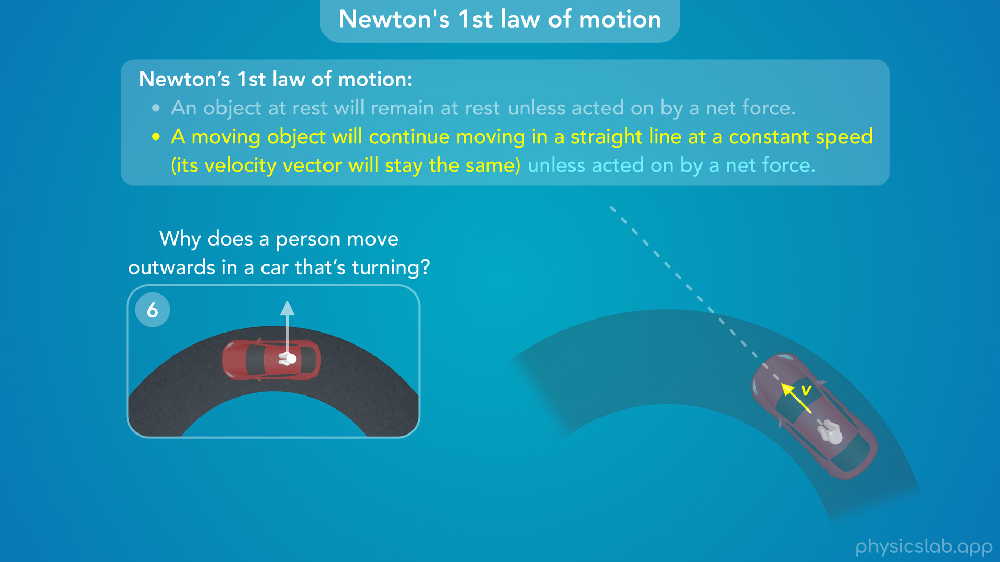 Newton's 1st law of motion
Newton’s 1st law of motion:
• An object at rest will remain at rest unless acted on by a net force.
• A moving object will continue moving in a straight line at a constant speed
(its velocity vector will stay the same) unless acted on by a net force.
Why does a person move
outwards in a car that’s turning?
6
v
physicslab.app